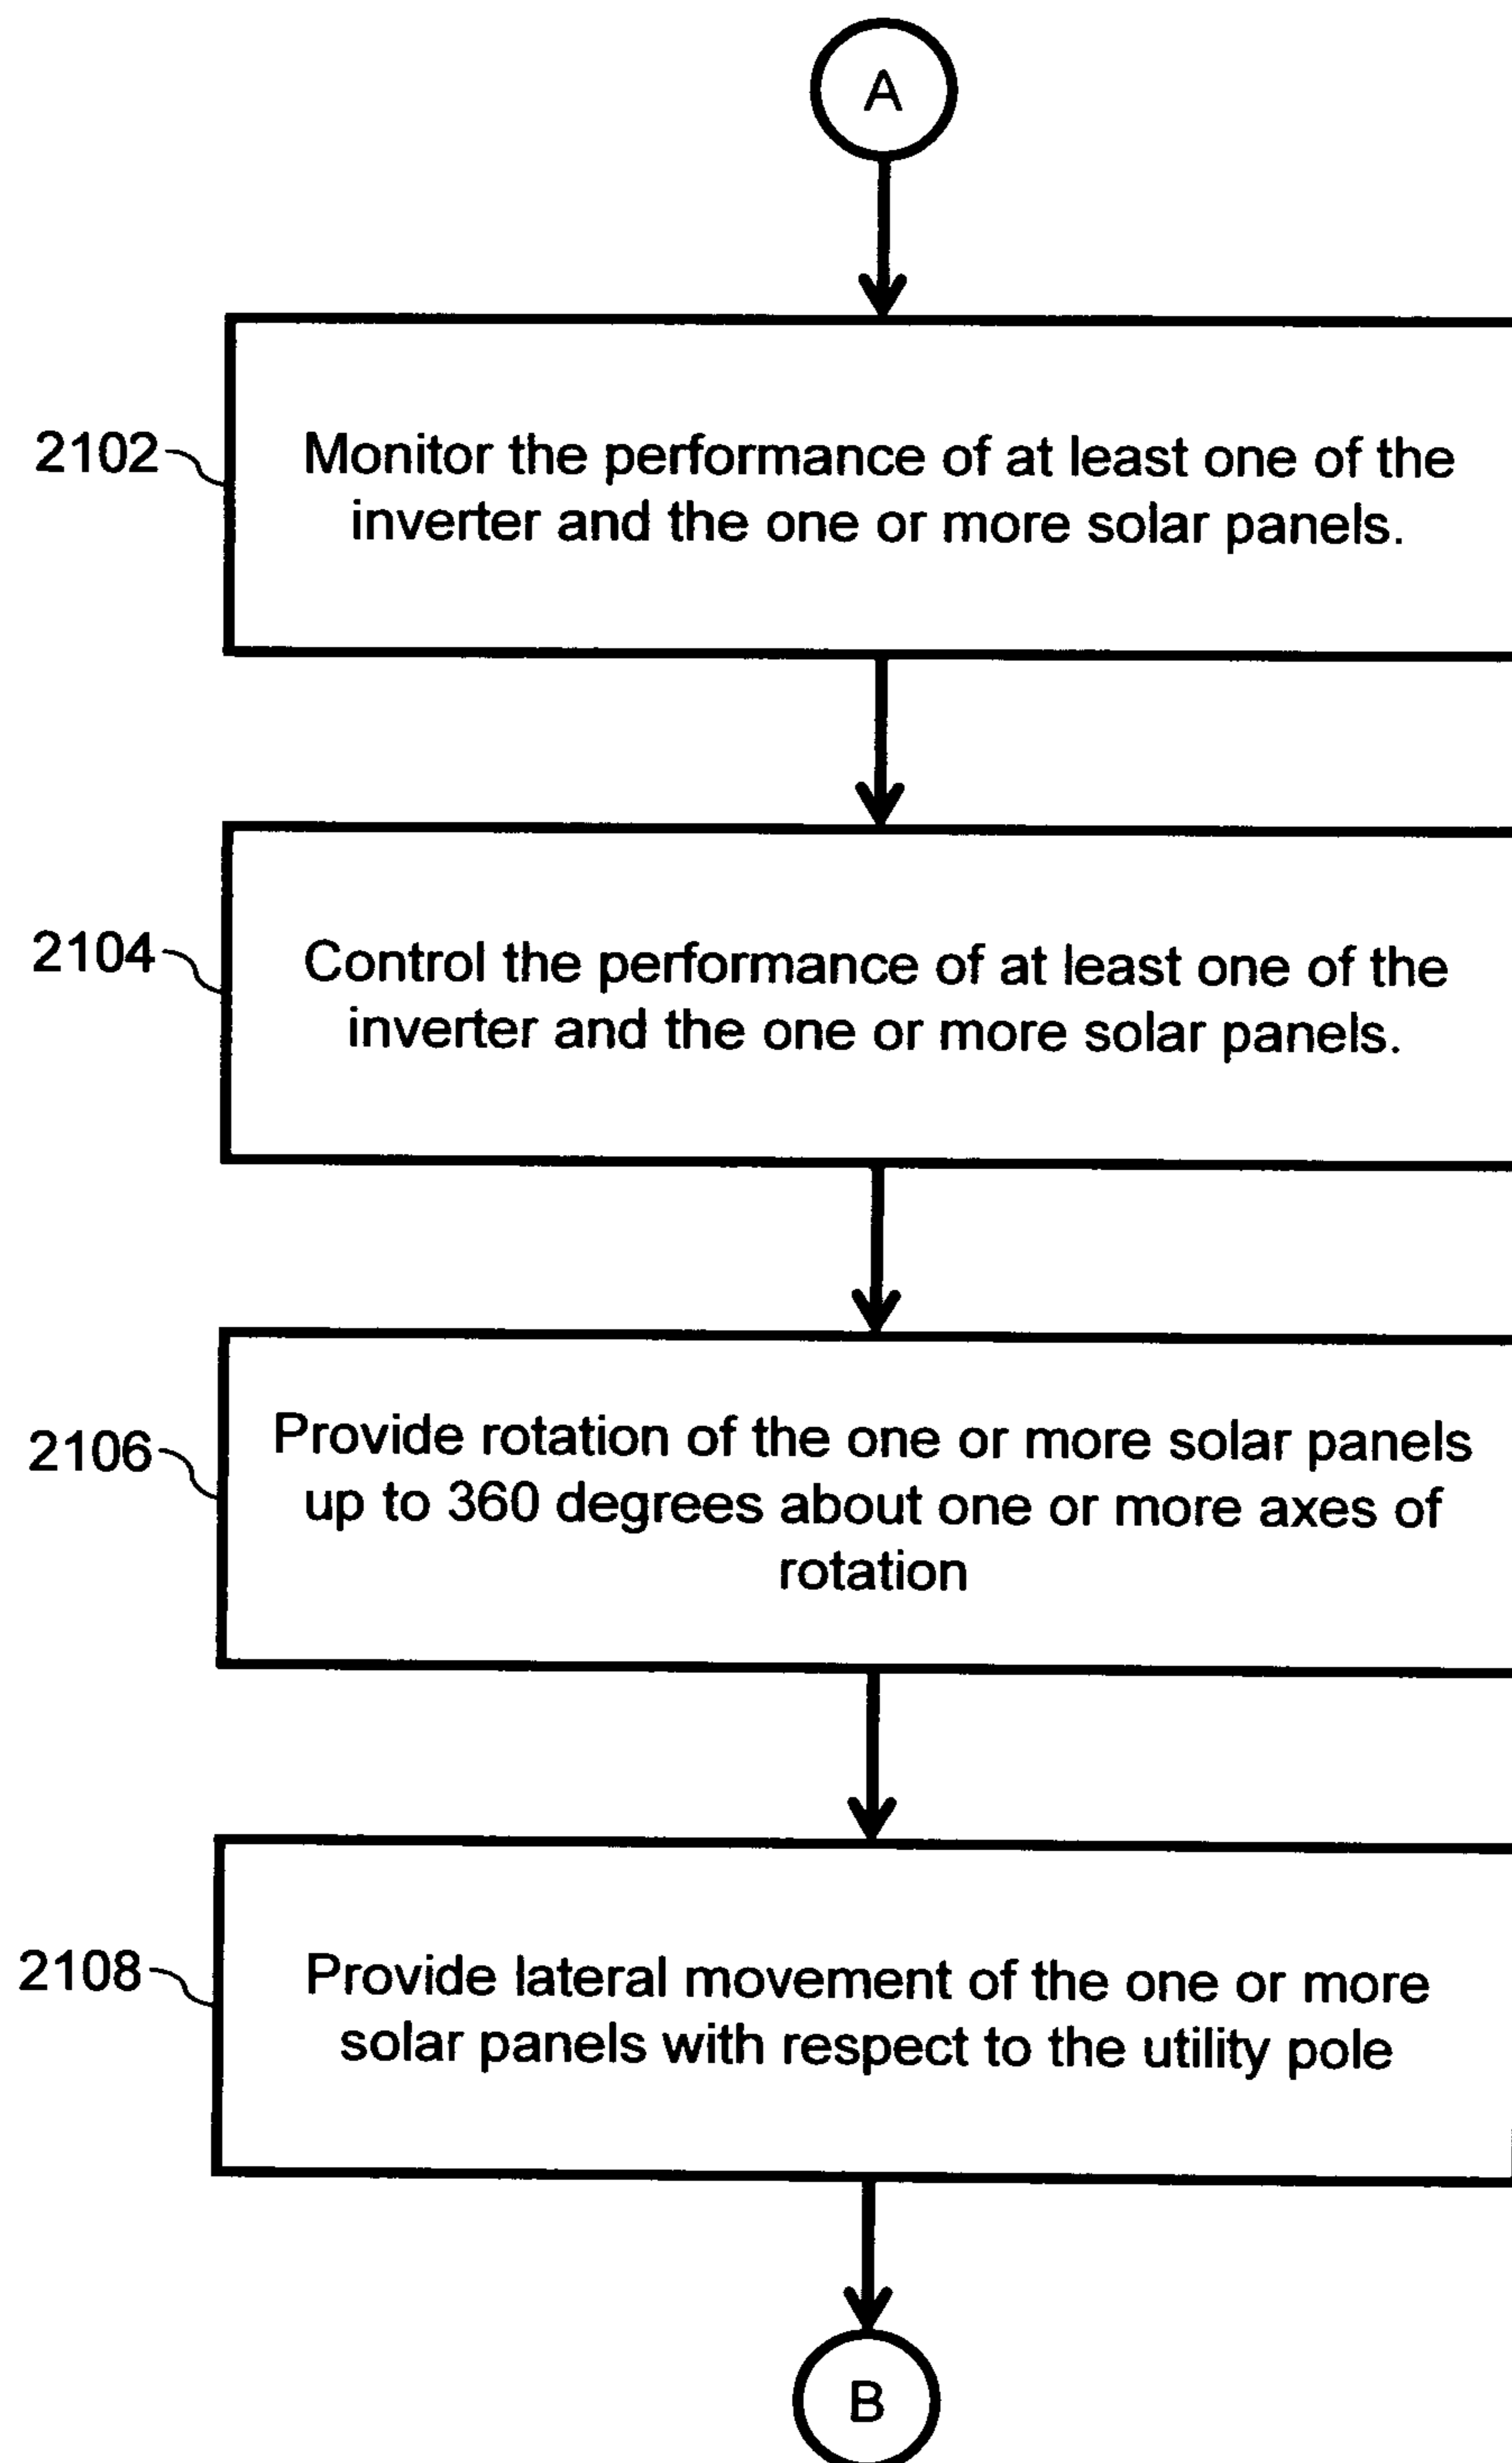 A
2102
Monitor the performance of at least one of the
inverter and the one or more solar panels.
2104
Control the performance of at least one of the
inverter and the one or more solar panels.
2106
Provide rotation of the one or more solar panels
up to 360 degrees about one or more axes of
rotation
2108
Provide lateral movement of the one or more
solar panels with respect to the utility pole
B